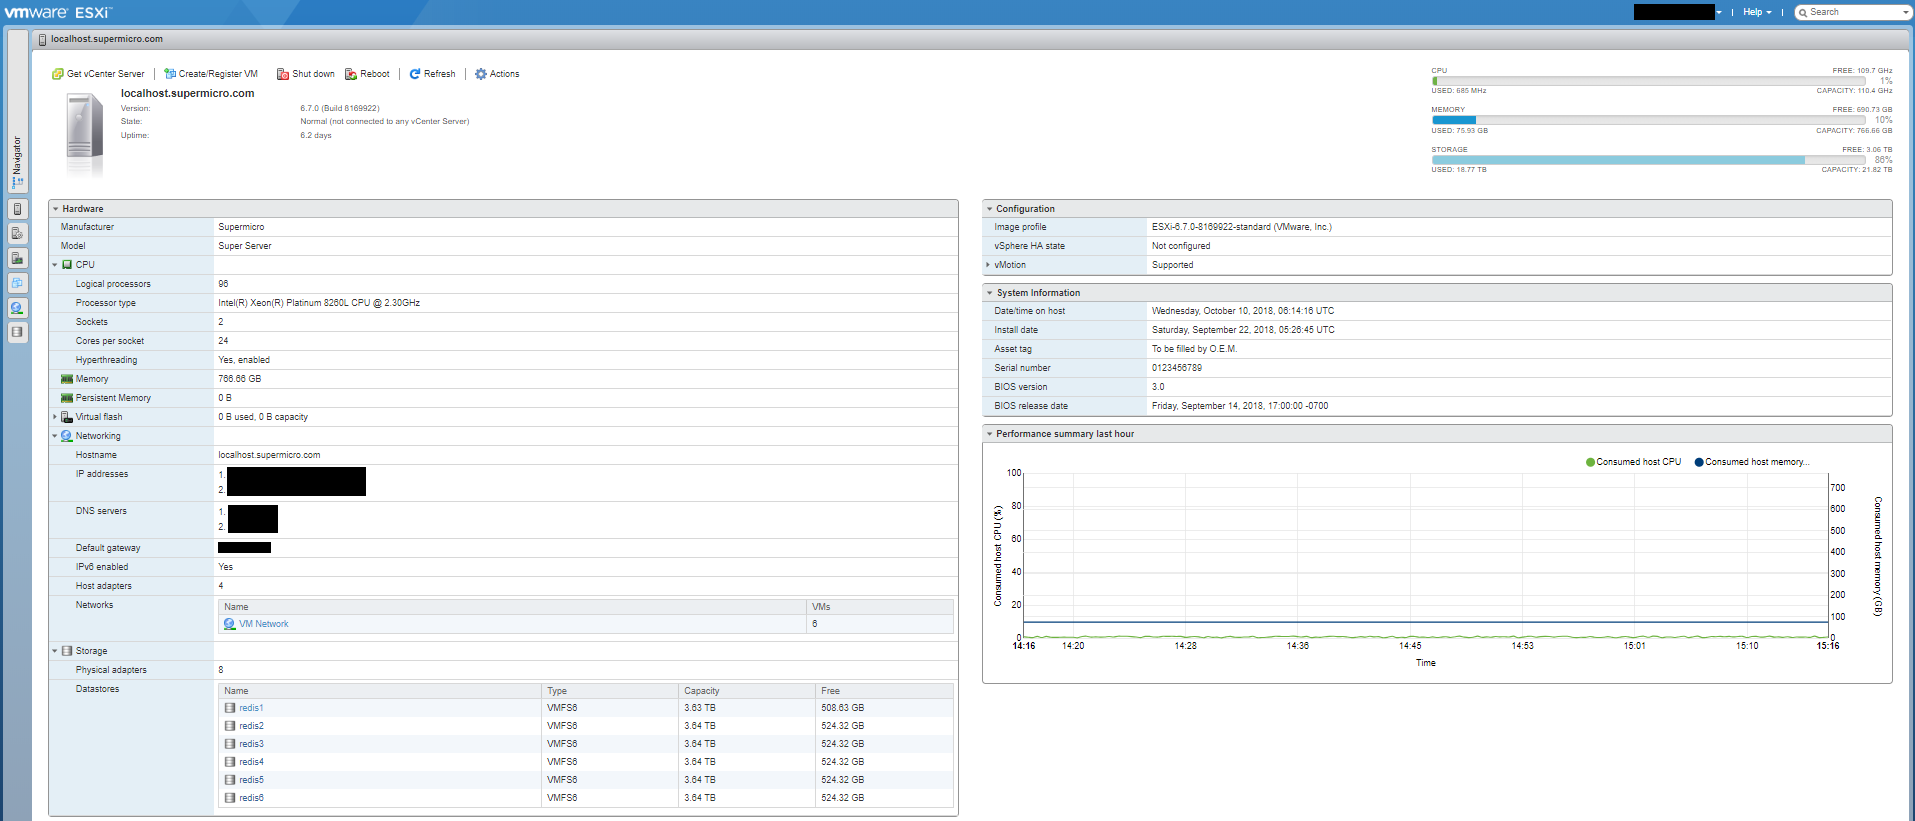 vmware ESXi™
Help
Search
localhost.supermicro.com
Navigator
Get vCenter Server
Create/Register VM
Shut down
Reboot
Refresh
Actions
localhost.supermicro.com
Version: 6.7.0 (Build 8169922)
State: Normal (not connected to any vCenter Server)
Uptime: 6.2 days
CPU FREE: 109.7 GHz
1%
USED: 685 MHz CAPACITY: 110.4 GHz
MEMORY FREE: 690.73 GB
10%
USED: 75.93 GB CAPACITY: 766.66 GB
STORAGE FREE: 3.06 TB
86%
USED: 18.77 TB CAPACITY: 21.82 TB
Hardware
Manufacturer Supermicro
Model Super Server
CPU
Logical processors 96
Processor type Intel(R) Xeon(R) Platinum 8260L CPU @ 2.30GHz
Sockets 2
Cores per socket 24
Hyperthreading Yes, enabled
Memory 766.66 GB
Persistent Memory 0 B
Virtual flash 0 B used, 0 B capacity
Networking
Hostname localhost.supermicro.com
IP addresses 1.
2.
DNS servers 1.
2.
Default gateway
IPv6 enabled Yes
Host adapters 4
Networks Name VMs
VM Network 6
Storage
Physical adapters 8
Datastores Name Type Capacity Free
redis1 VMFS6 3.63 TB 508.63 GB
redis2 VMFS6 3.64 TB 524.32 GB
redis3 VMFS6 3.64 TB 524.32 GB
redis4 VMFS6 3.64 TB 524.32 GB
redis5 VMFS6 3.64 TB 524.32 GB
redis6 VMFS6 3.64 TB 524.32 GB
Configuration
Image profile ESXi-6.7.0-8169922-standard (VMware, Inc.)
vSphere HA state Not configured
vMotion Supported
System Information
Date/time on host Wednesday, October 10, 2018, 06:14:16 UTC
Install date Saturday, September 22, 2018, 05:26:45 UTC
Asset tag To be filled by O.E.M.
Serial number 0123456789
BIOS version 3.0
BIOS release date Friday, September 14, 2018, 17:00:00 -0700
Performance summary last hour
Consumed host CPU Consumed host memory...
Consumed host CPU (%)
100
80
60
40
20
0
700
600
500
400
300
200
100
0
Consumed host memory (GB)
14:16 14:20 14:28 14:36 14:45 14:53 15:01 15:10 15:16
Time